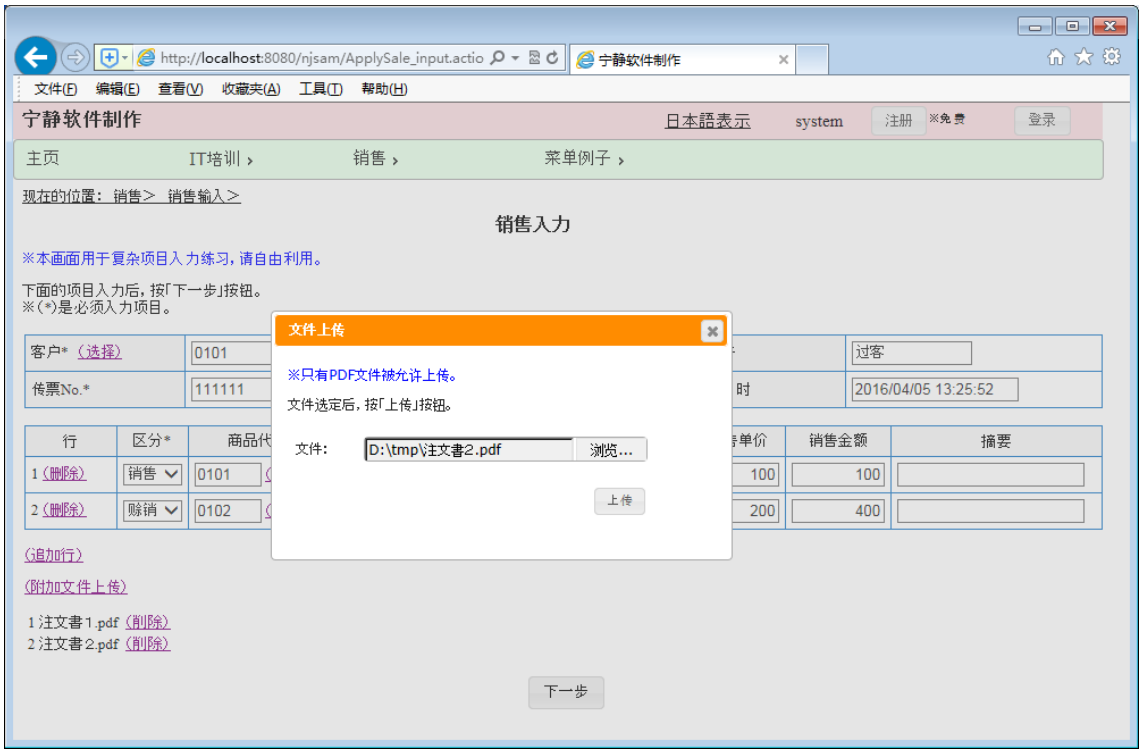 http://localhost:8080/njsam/ApplySale_input.actio
宁静软件制作
文件(F) 编辑(E) 查看(V) 收藏夹(A) 工具(T) 帮助(H)
宁静软件制作 日本語表示 system 注册 ※免费 登录
主页 IT培训 › 销售 › 菜单例子 ›
现在的位置: 销售＞ 销售输入＞
销售入力
※本画面用于复杂项目入力练习,请自由利用。
下面的项目入力后,按「下一步」按钮。
※(*)是必须入力项目。
客户* (选择) 0101 过客
传票No.* 111111 时 2016/04/05 13:25:52
行 区分* 商品代 单价 销售金额 摘要
1 (删除) 销售 0101 100 100
2 (删除) 赊销 0102 200 400
文件上传
※只有PDF文件被允许上传。
文件选定后,按「上传」按钮。
文件: D:\tmp\注文書2.pdf 浏览...
上传
(追加行)
(附加文件上传)
1 注文書１.pdf (削除)
2 注文書２.pdf (削除)
下一步